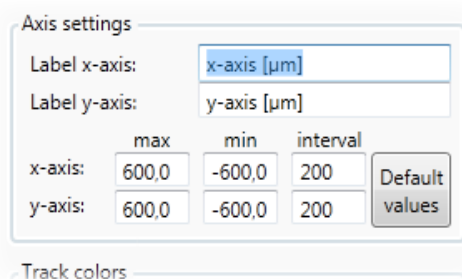 Axis settings
Label x-axis: x-axis [µm]
Label y-axis: y-axis [µm]
max min interval
x-axis: 600,0 -600,0 200
y-axis: 600,0 -600,0 200
Default
values
Track colors